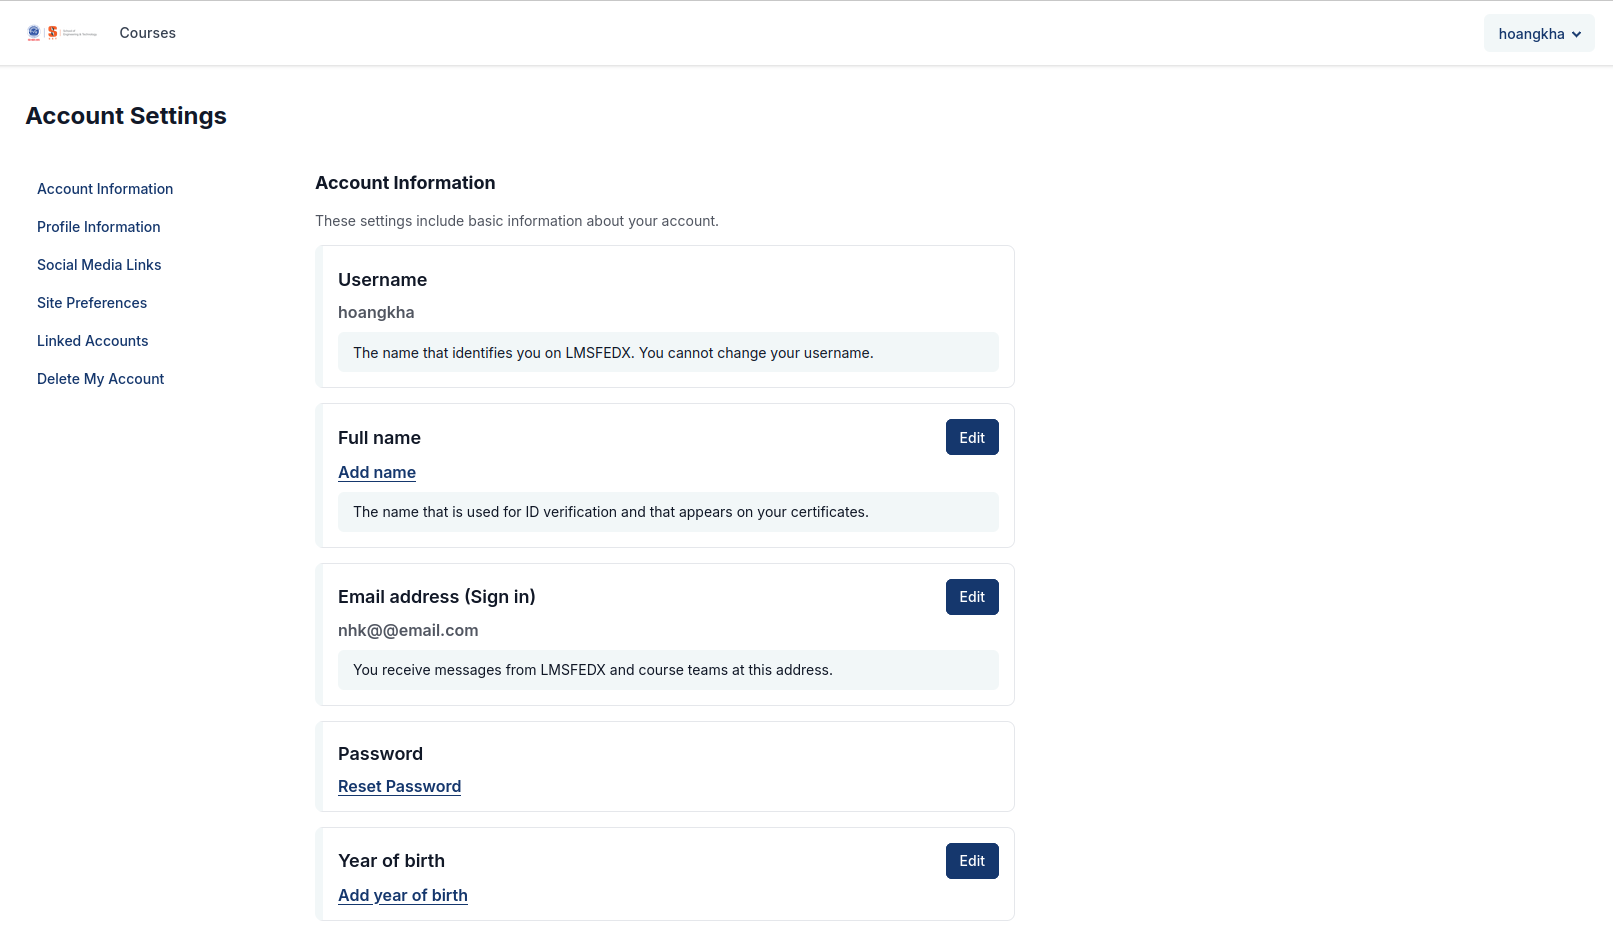 Courses
hoangkha
Account Settings
Account Information
Profile Information
Social Media Links
Site Preferences
Linked Accounts
Delete My Account
Account Information
These settings include basic information about your account.
Username
hoangkha
The name that identifies you on LMSFEDX. You cannot change your username.
Full name
Edit
Add name
The name that is used for ID verification and that appears on your certificates.
Email address (Sign in)
Edit
nhk@@email.com
You receive messages from LMSFEDX and course teams at this address.
Password
Reset Password
Year of birth
Edit
Add year of birth